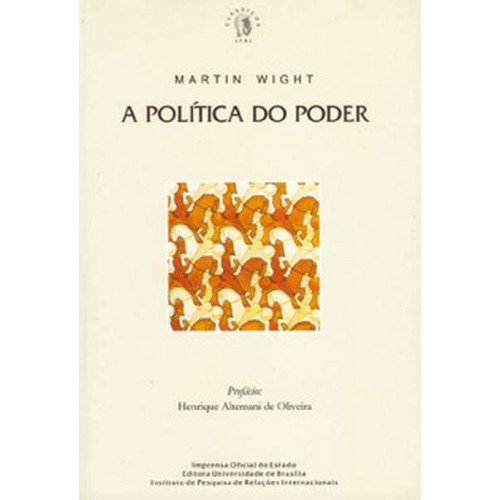 CLÁSSICOS
IPRI
MARTIN WIGHT
A POLÍTICA DO PODER
Prefácio:
Henrique Altemani de Oliveira
Imprensa Oficial do Estado
Editora Universidade de Brasília
Instituto de Pesquisa de Relações Internacionais